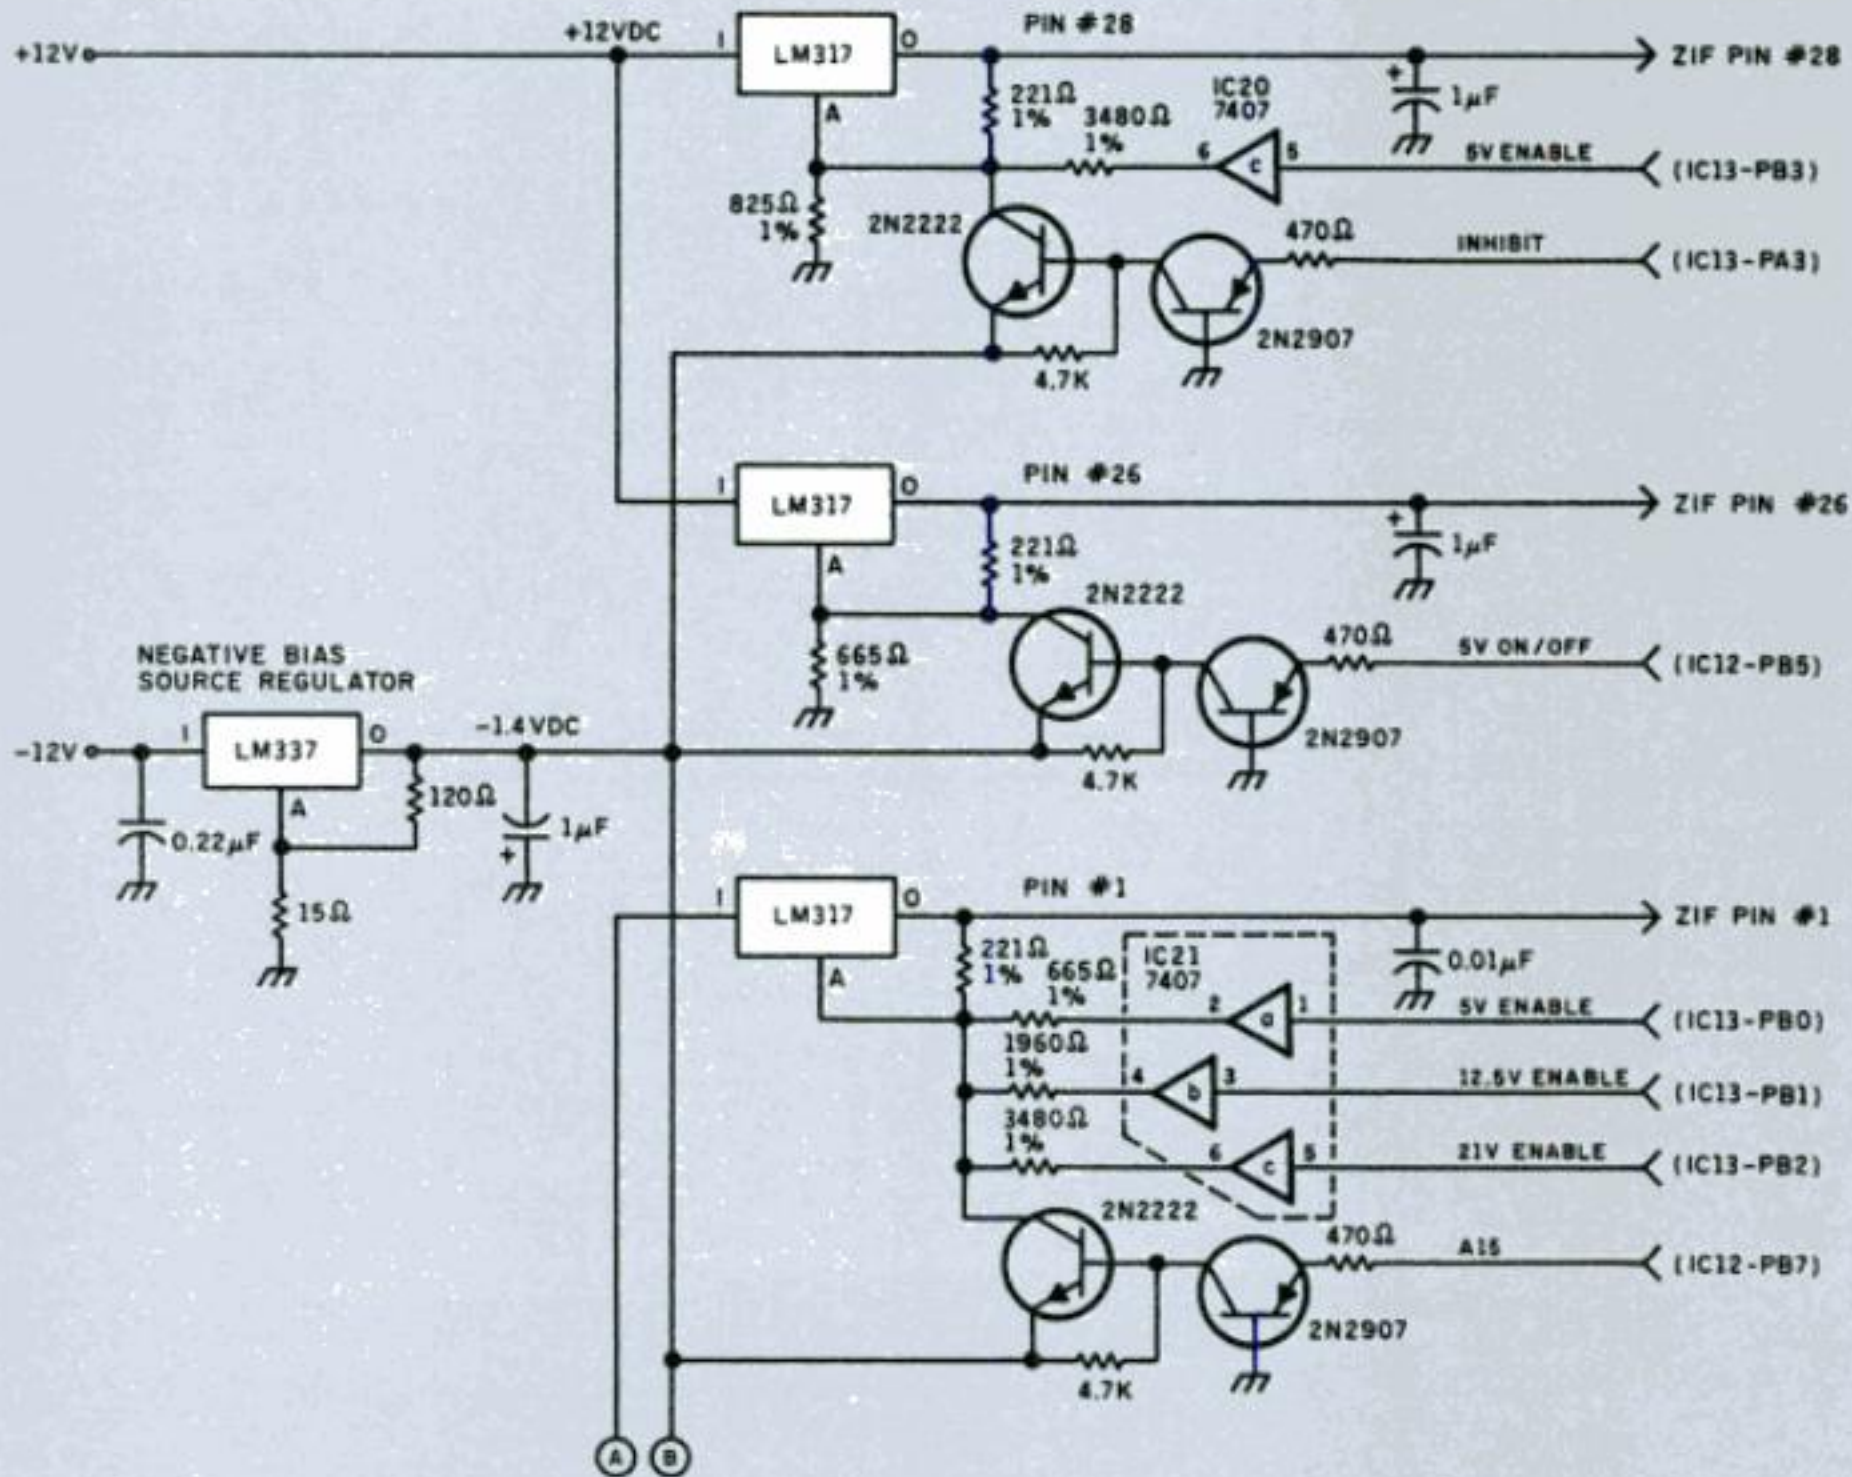 +12V
+12VDC
I
LM317
O
A
PIN #28
ZIF PIN #28
221Ω
1%
3480Ω
1%
IC20
7407
6
c
5
+
1µF
5V ENABLE
(IC13-PB3)
825Ω
1%
2N2222
470Ω
INHIBIT
(IC13-PA3)
2N2907
4.7K
I
LM317
O
A
PIN #26
ZIF PIN #26
221Ω
1%
+
1µF
2N2222
665Ω
1%
470Ω
5V ON/OFF
(IC12-PB5)
2N2907
4.7K
NEGATIVE BIAS
SOURCE REGULATOR
-12V
I
LM337
O
A
-1.4VDC
120Ω
0.22µF
+
1µF
15Ω
I
LM317
O
A
PIN #1
ZIF PIN #1
221Ω
1%
665Ω
1%
IC21
7407
0.01µF
2
a
1
5V ENABLE
(IC13-PB0)
1960Ω
1%
4
b
3
12.5V ENABLE
(IC13-PB1)
3480Ω
1%
6
c
5
21V ENABLE
(IC13-PB2)
2N2222
470Ω
A15
(IC12-PB7)
2N2907
4.7K
A
B